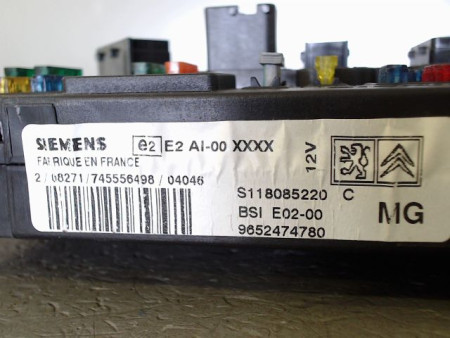 SIEMENS e2 E2 AI-00 XXXX 12V
FABRIQUE EN FRANCE
2/08271/745556498/04046
S118085220 C
BSI E02-00 MG
9652474780